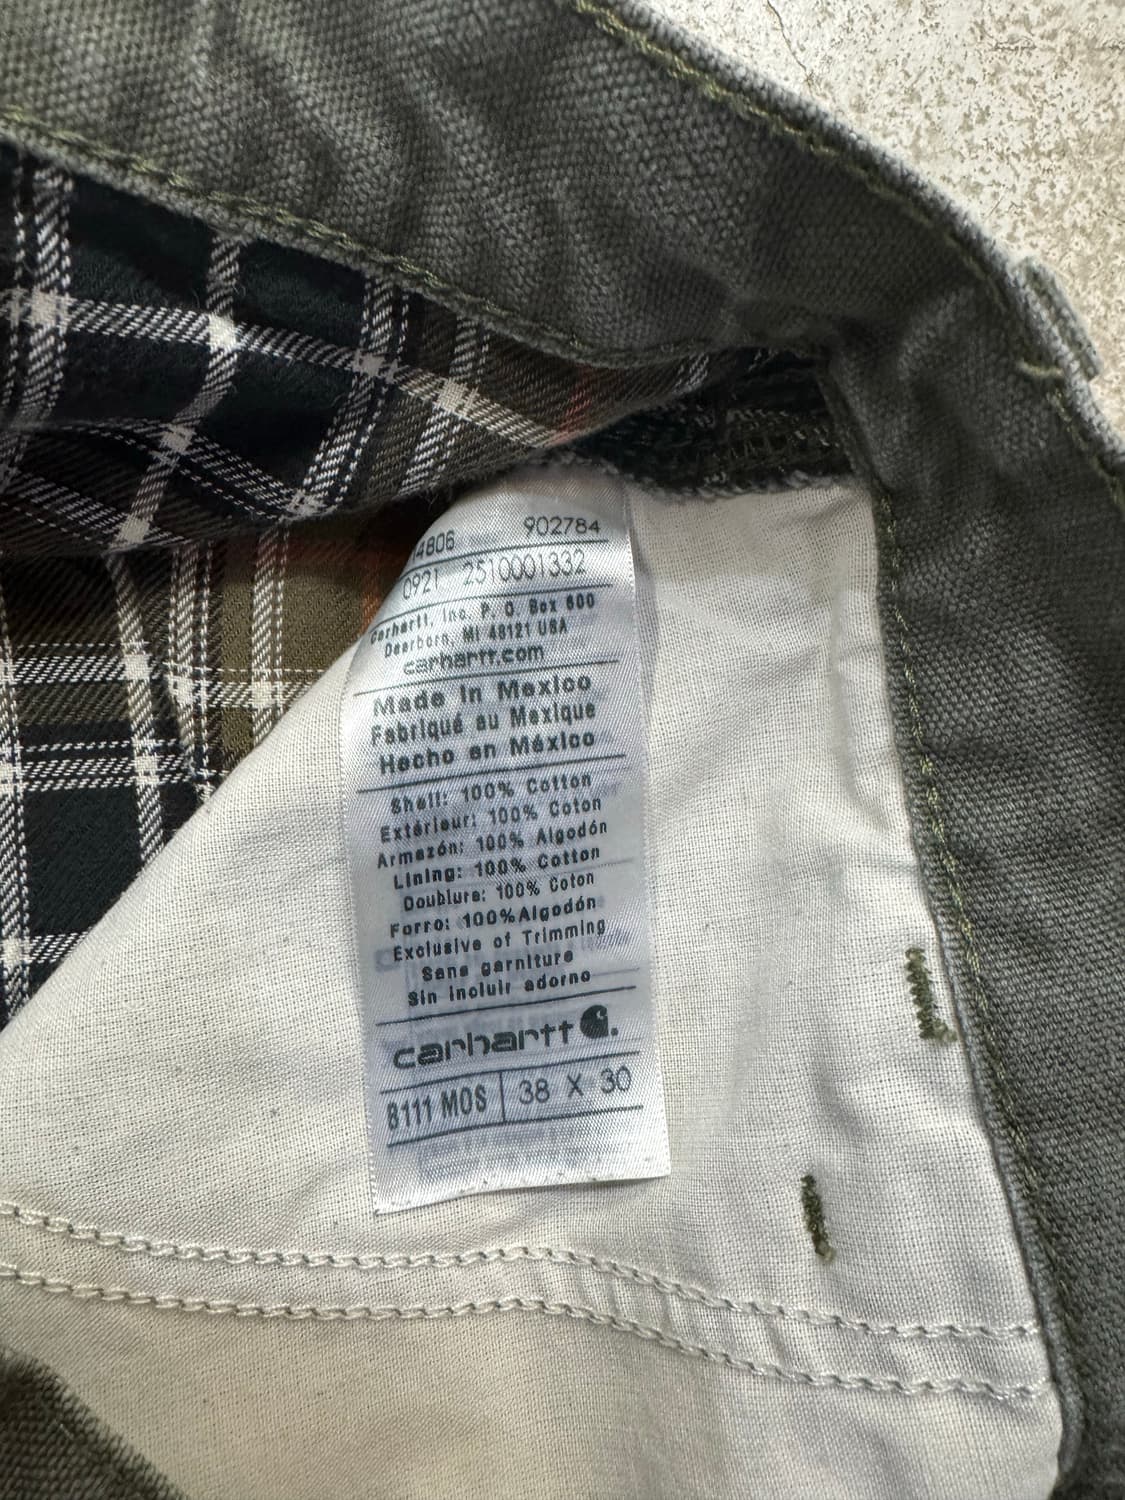 4806 902784
0921 2510001332
Carhartt, Inc. P. O. Box 600
Dearborn, MI 48121 USA
carhartt.com
Made in Mexico
Fabriqué au Mexique
Hecho en México
Shell: 100% Cotton
Extérieur: 100% Coton
Armazón: 100% Algodón
Lining: 100% Cotton
Doublure: 100% Coton
Forro: 100%Algodón
Exclusive of Trimming
Sans garniture
Sin incluir adorno
carhartt
B111 MOS 38 X 30